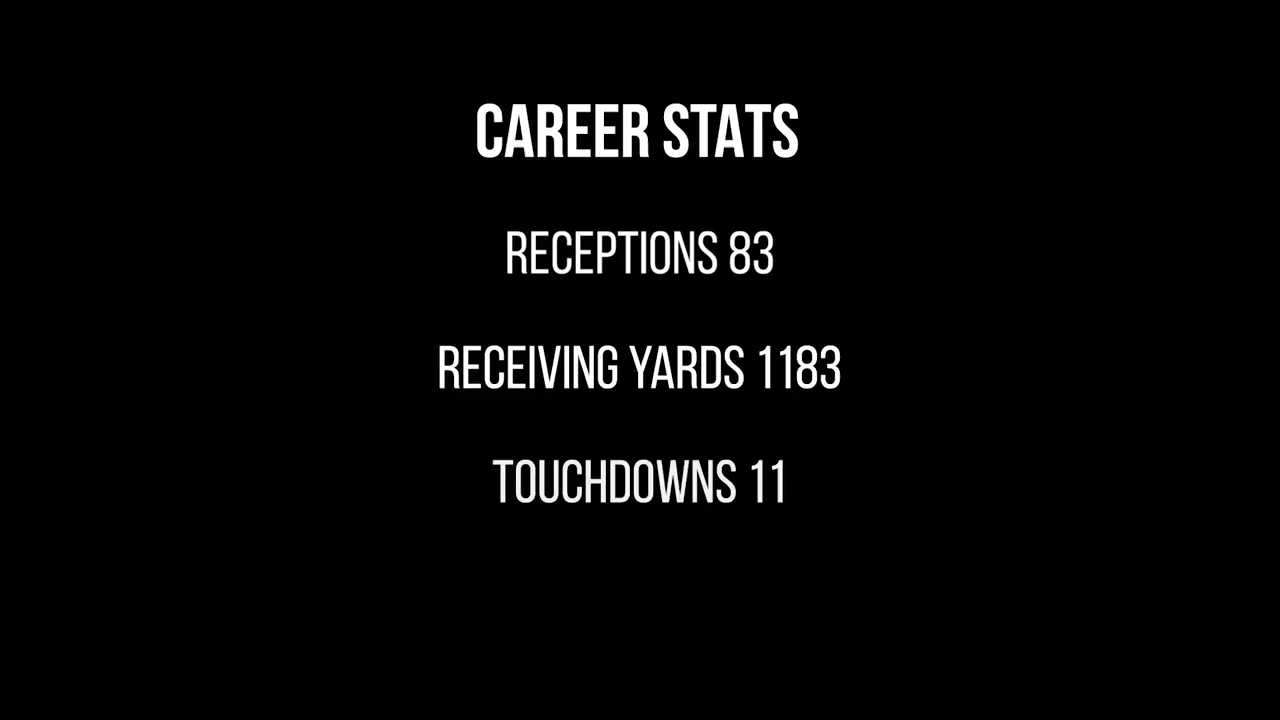 CAREER STATS
RECEPTIONS 83
RECEIVING YARDS 1183
TOUCHDOWNS 11